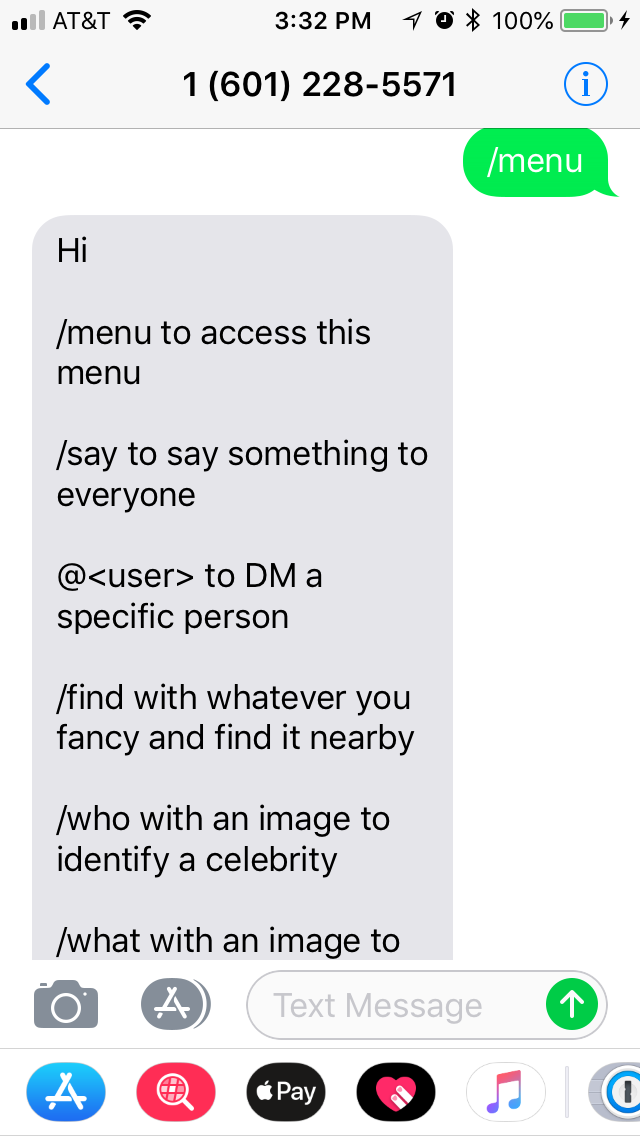 AT&T 3:32 PM 100%
1 (601) 228-5571
/menu
Hi
/menu to access this
menu
/say to say something to
everyone
@<user> to DM a
specific person
/find with whatever you
fancy and find it nearby
/who with an image to
identify a celebrity
/what with an image to
Text Message
Pay